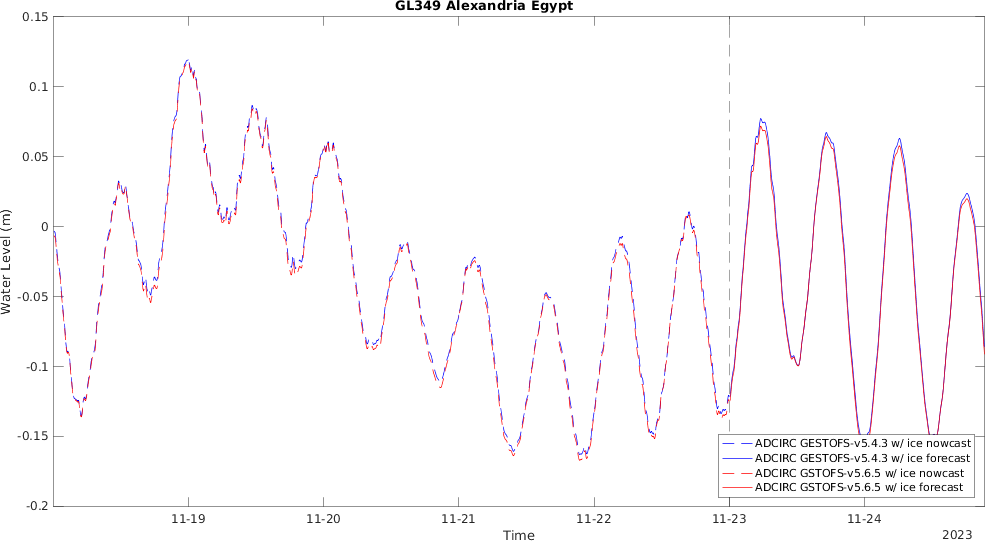 GL349 Alexandria Egypt
0.15
0.1
0.05
0
-0.05
-0.1
-0.15
-0.2
Water Level (m)
11-19
11-20
11-21
11-22
11-23
11-24
Time
2023
ADCIRC GESTOFS-v5.4.3 w/ ice nowcast
ADCIRC GESTOFS-v5.4.3 w/ ice forecast
ADCIRC GSTOFS-v5.6.5 w/ ice nowcast
ADCIRC GSTOFS-v5.6.5 w/ ice forecast